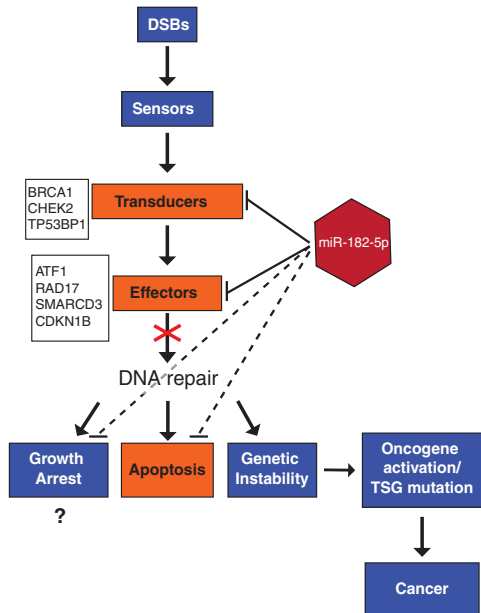 DSBs
Sensors
BRCA1
CHEK2
TP53BP1
Transducers
miR-182-5p
ATF1
RAD17
SMARCD3
CDKN1B
Effectors
DNA repair
Growth
Arrest
Apoptosis
Genetic
Instability
Oncogene
activation/
TSG mutation
?
Cancer